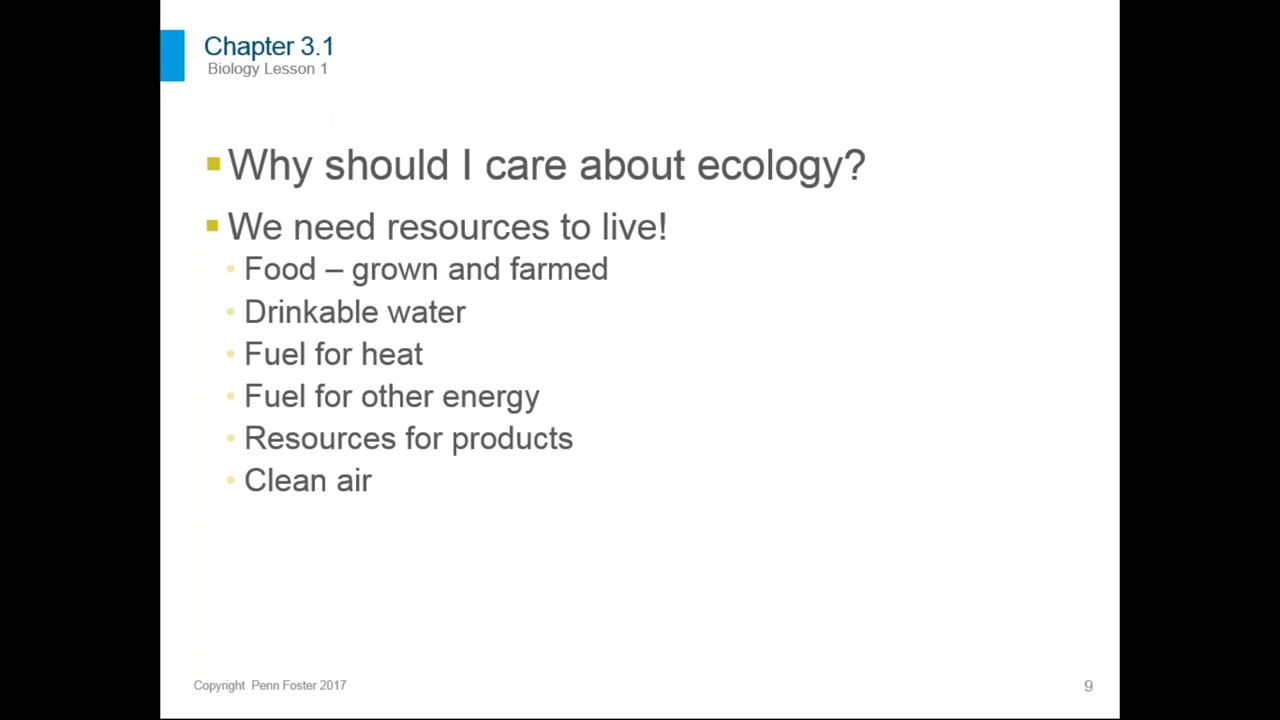 Chapter 3.1
Biology Lesson 1
Why should I care about ecology?
We need resources to live!
Food – grown and farmed
Drinkable water
Fuel for heat
Fuel for other energy
Resources for products
Clean air
Copyright Penn Foster 2017
9